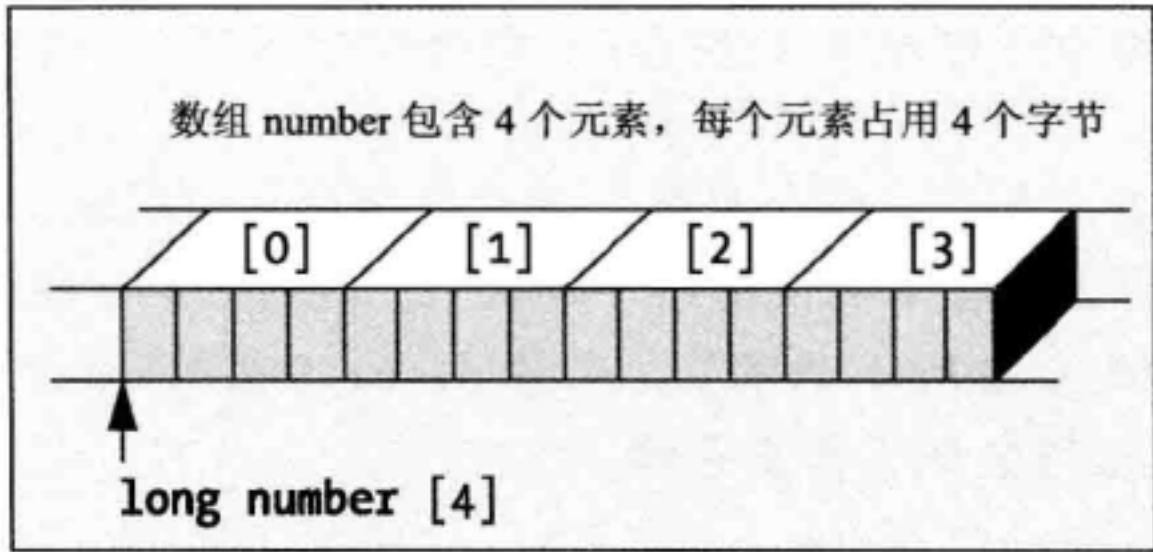 数组 number 包含 4 个元素，每个元素占用 4 个字节
[0] [1] [2] [3]
long number [4]